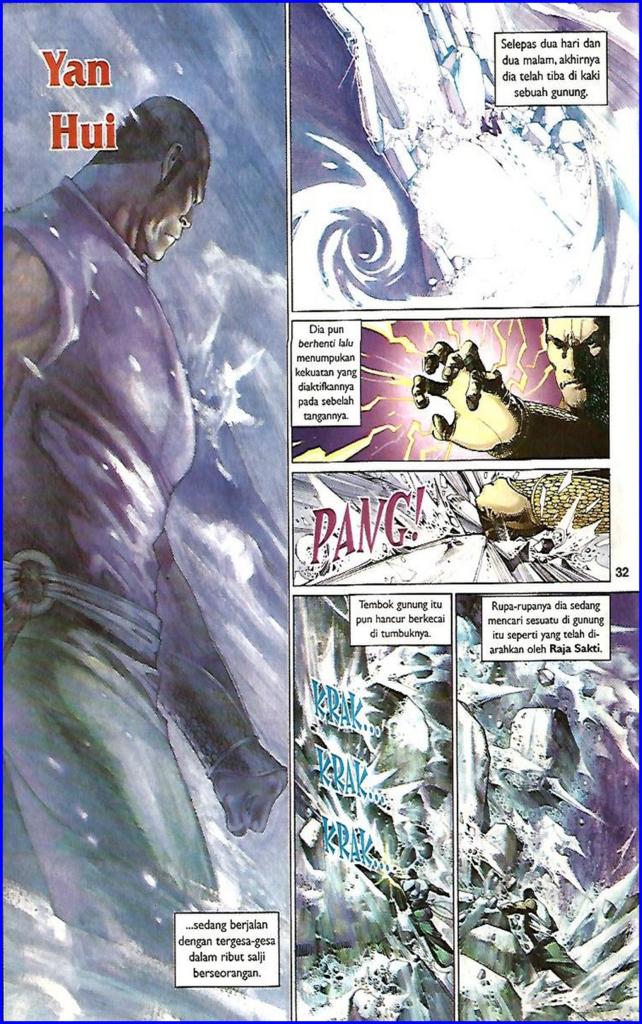 Yan
Hui
...sedang berjalan
dengan tergesa-gesa
dalam ribut salji
berseorangan.
Selepas dua hari dan
dua malam, akhirnya
dia telah tiba di kaki
sebuah gunung.
Dia pun
berhenti lalu
menumpukan
kekuatan yang
diaktifkannya
pada sebelah
tangannya.
PANG!
32
Tembok gunung itu
pun hancur berkecai
di tumbuknya.
KRAK...
KRAK...
KRAK...
Rupa-rupanya dia sedang
mencari sesuatu di gunung
itu seperti yang telah di-
arahkan oleh Raja Sakti.